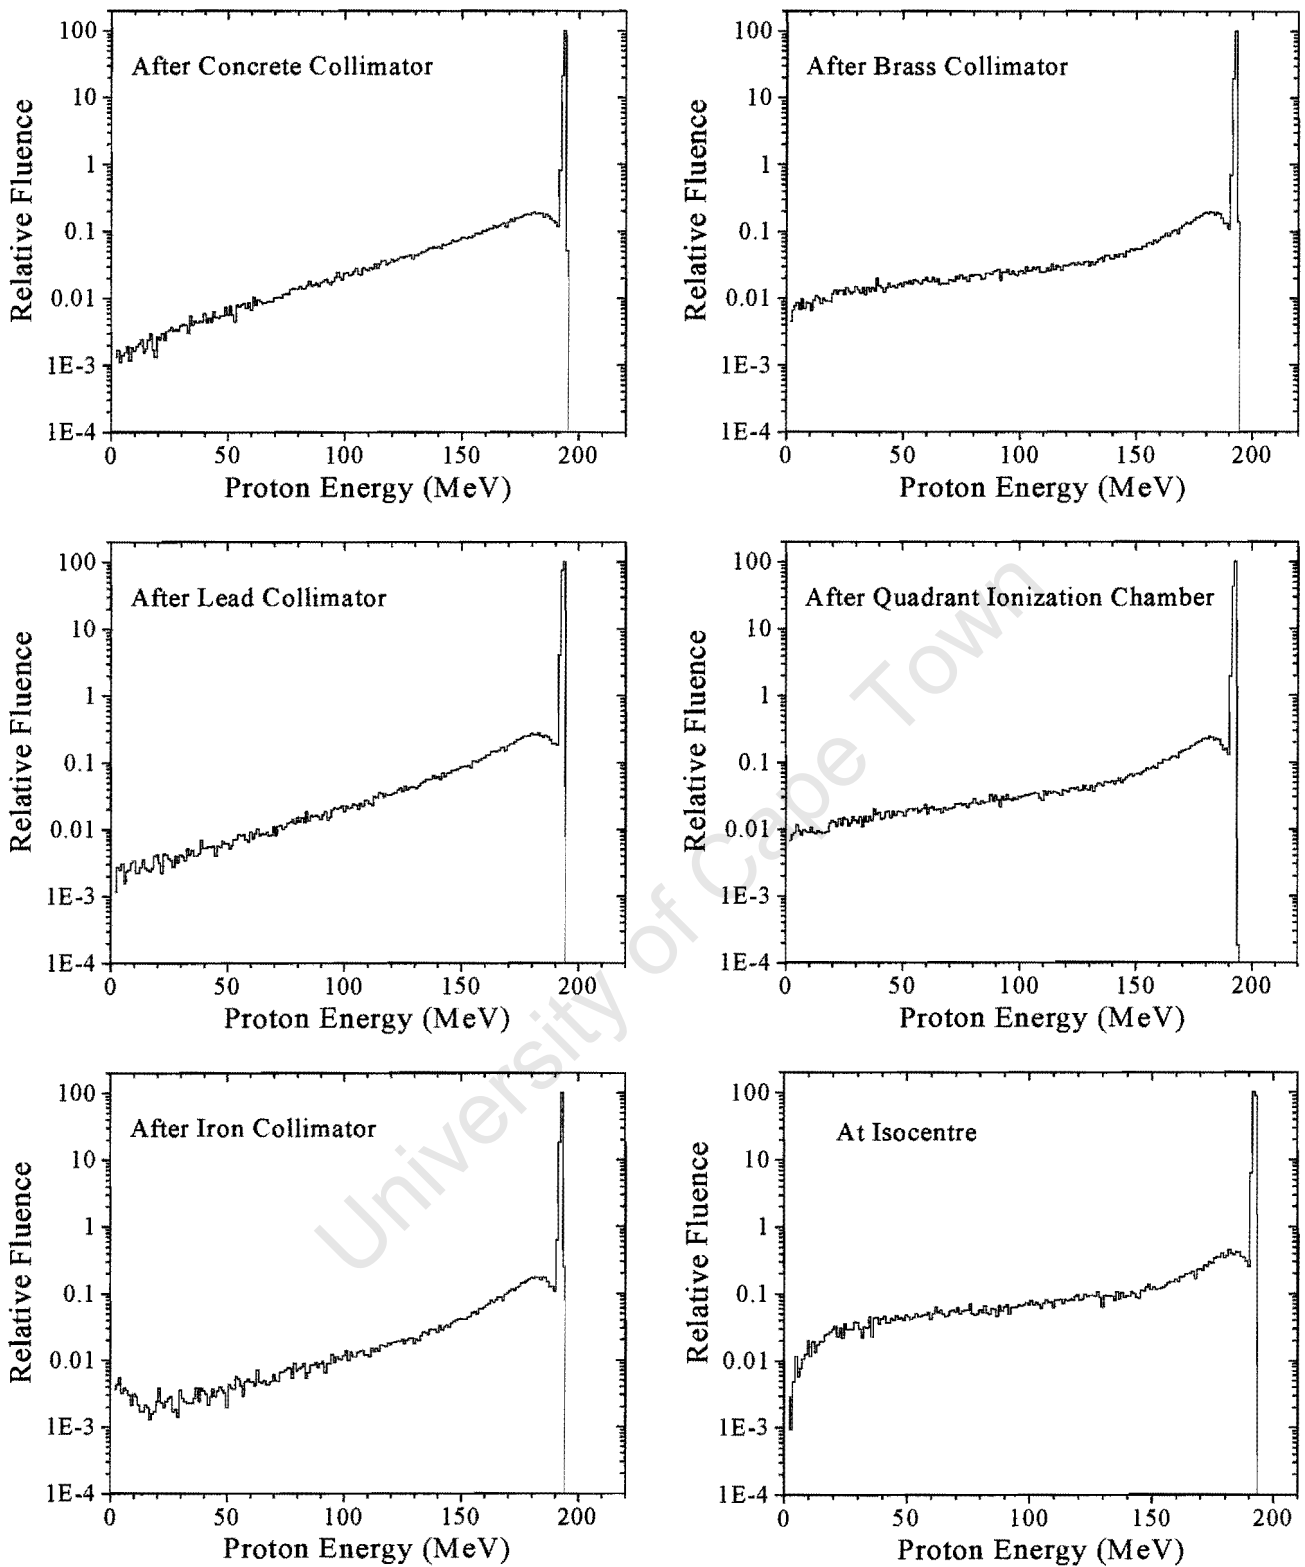 After Concrete Collimator
Relative Fluence
100
10
1
0.1
0.01
1E-3
1E-4
0
50
100
150
200
Proton Energy (MeV)
After Brass Collimator
Relative Fluence
100
10
1
0.1
0.01
1E-3
1E-4
0
50
100
150
200
Proton Energy (MeV)
After Lead Collimator
Relative Fluence
100
10
1
0.1
0.01
1E-3
1E-4
0
50
100
150
200
Proton Energy (MeV)
After Quadrant Ionization Chamber
Relative Fluence
100
10
1
0.1
0.01
1E-3
1E-4
0
50
100
150
200
Proton Energy (MeV)
After Iron Collimator
Relative Fluence
100
10
1
0.1
0.01
1E-3
1E-4
0
50
100
150
200
Proton Energy (MeV)
At Isocentre
Relative Fluence
100
10
1
0.1
0.01
1E-3
1E-4
0
50
100
150
200
Proton Energy (MeV)
University of Cape Town